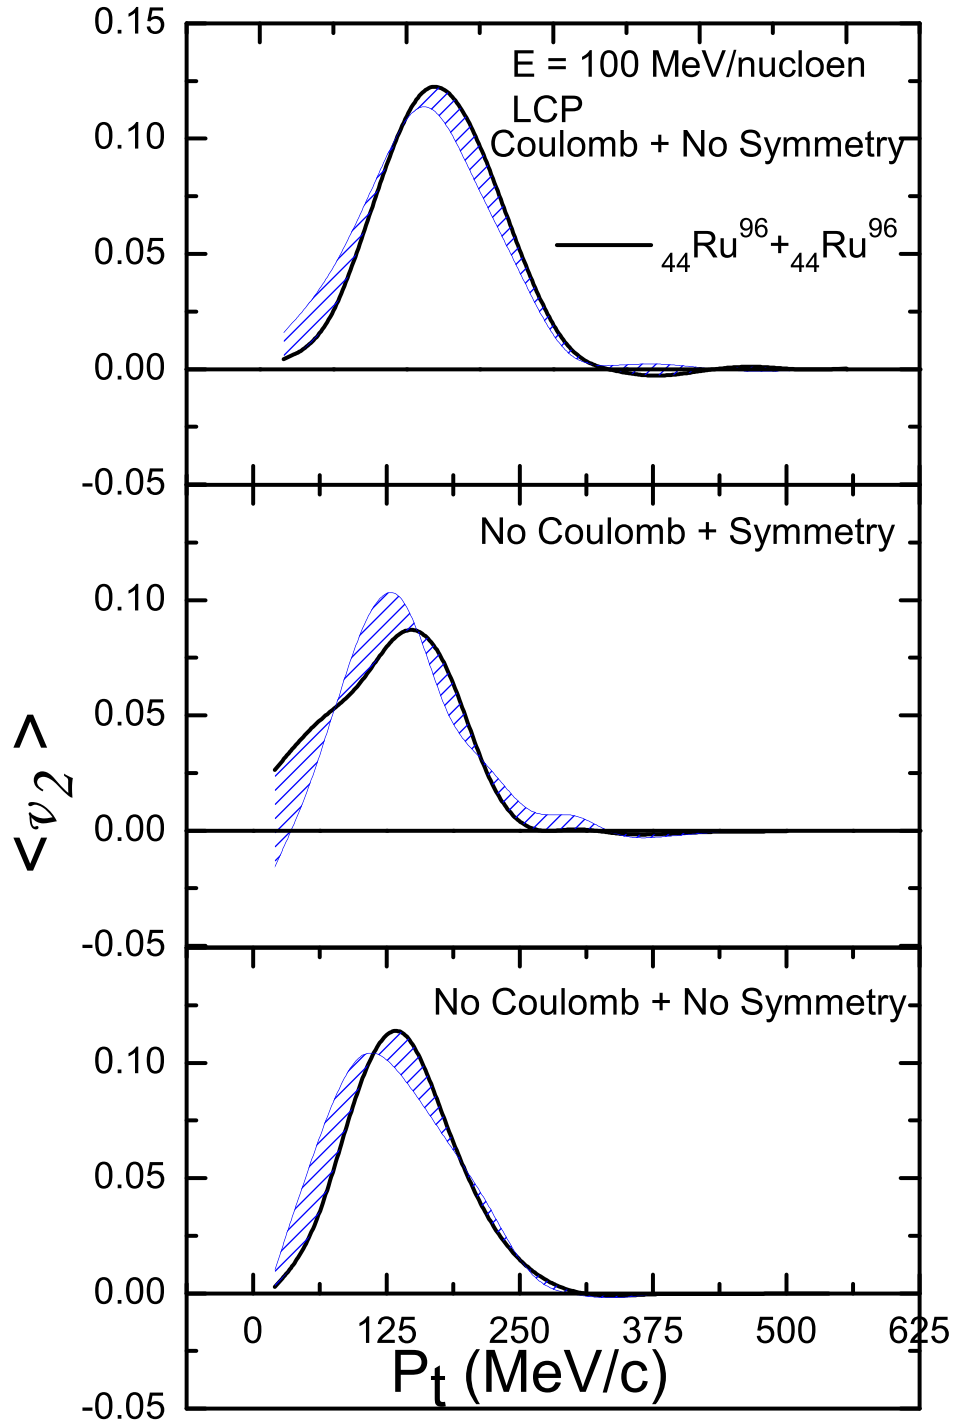 0.15
E = 100 MeV/nucloen
LCP
0.10
Coulomb + No Symmetry
0.05
₄₄Ru⁹⁶+₄₄Ru⁹⁶
0.00
-0.05
No Coulomb + Symmetry
0.10
0.05
<v₂>
0.00
-0.05
No Coulomb + No Symmetry
0.10
0.05
0.00
0 125 250 375 500 625
Pₜ (MeV/c)
-0.05